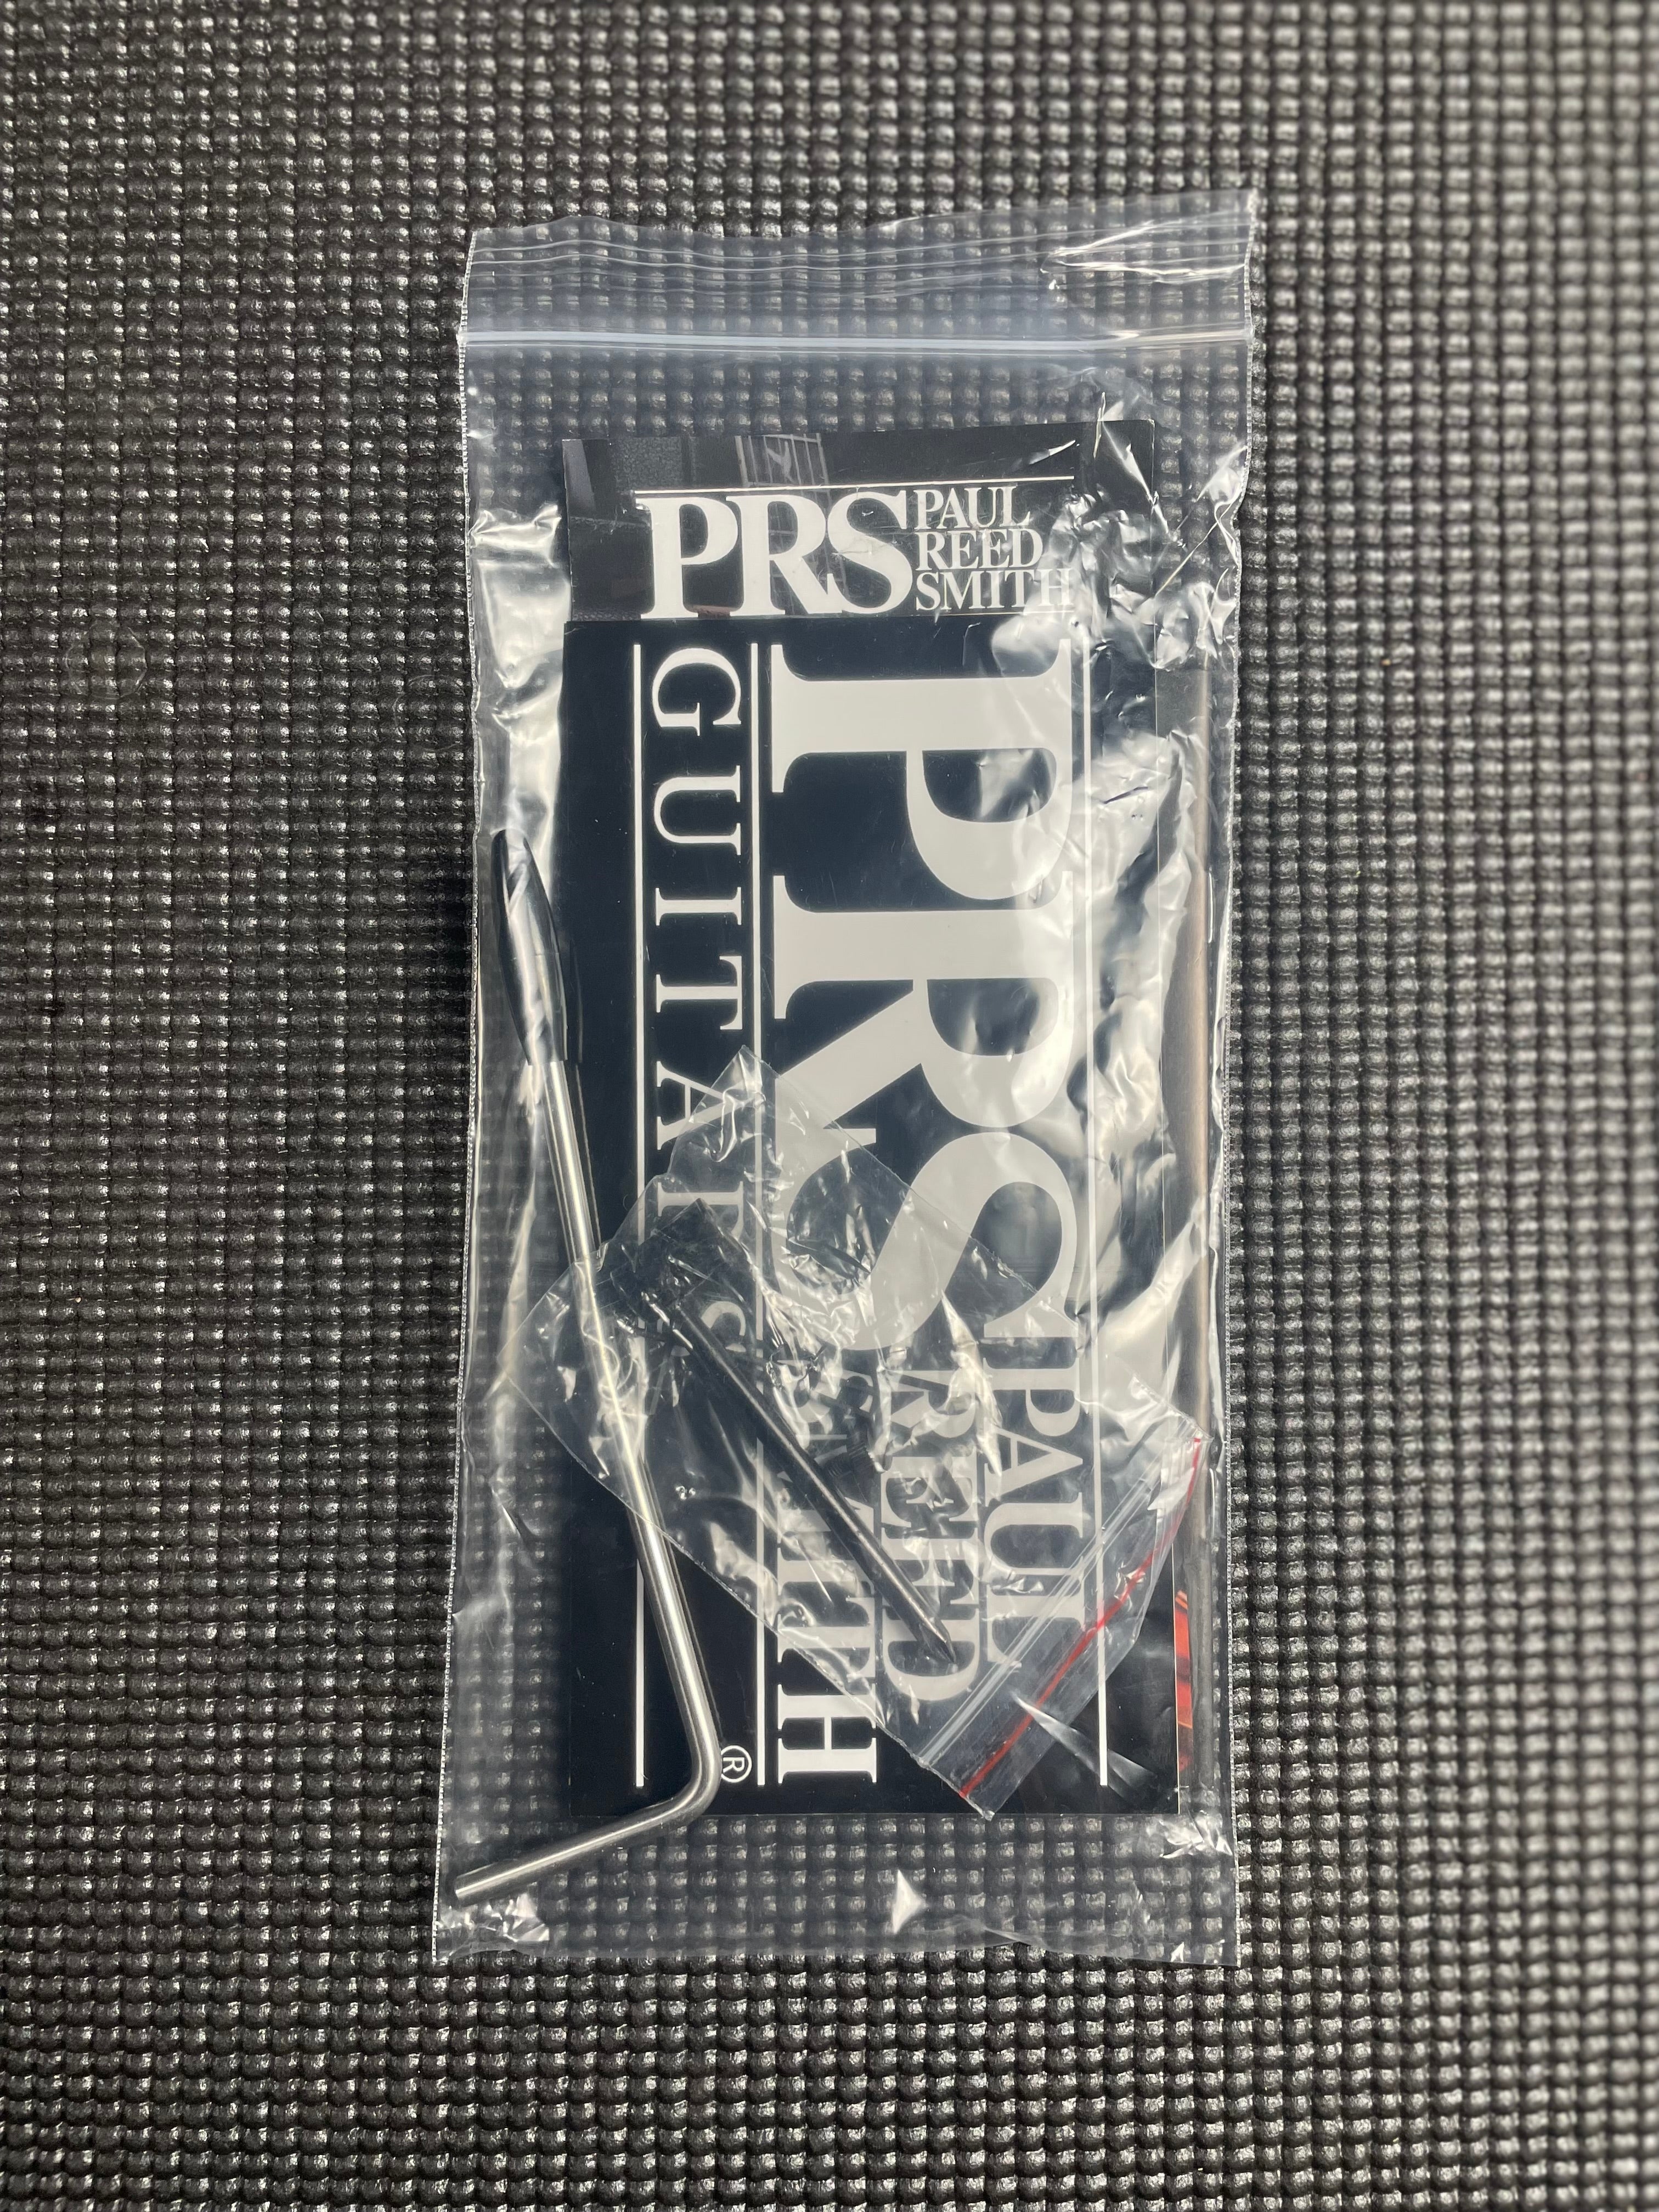 PRS PAUL
REED
SMITH
PRS PAUL
REED
SMITH
GUITARS®